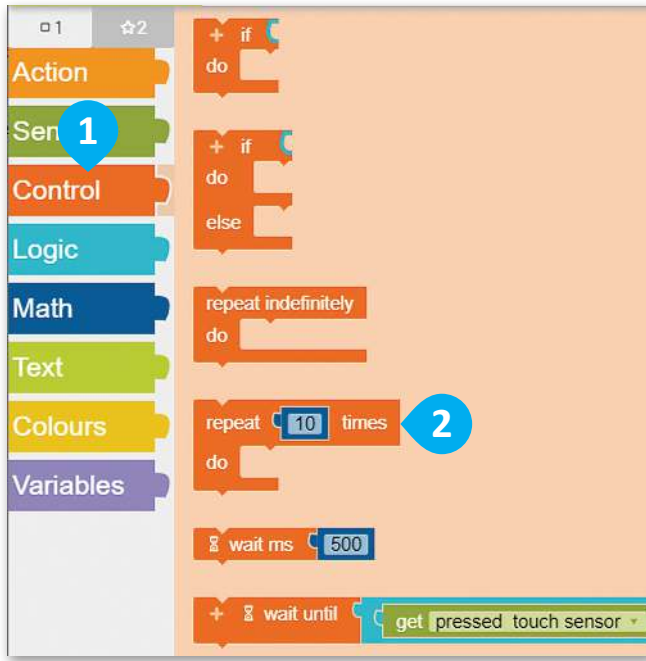 1
☆2
Action
Sen
1
Control
Logic
Math
Text
Colours
Variables
+ if
do
+ if
do
else
repeat indefinitely
do
repeat 10 times
2
do
wait ms 500
+ wait until get pressed touch sensor